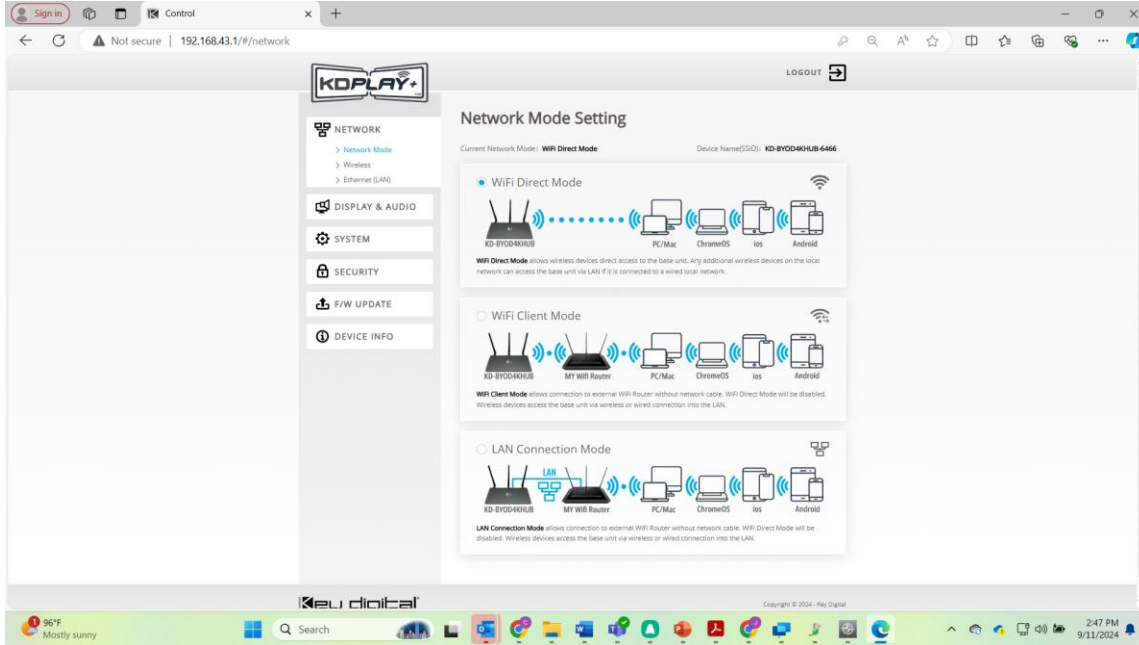 Sign in
Control
Not secure | 192.168.43.1/#/network
KDPLAY+
LOGOUT
NETWORK
> Network Mode
> Wireless
> Ethernet (LAN)
DISPLAY & AUDIO
SYSTEM
SECURITY
F/W UPDATE
DEVICE INFO
Network Mode Setting
Current Network Mode: WiFi Direct Mode
Device Name(SSID): KD-BYOD4KHUB-6466
WiFi Direct Mode
KD-BYOD4KHUB PC/Mac ChromeOS ios Android
WiFi Direct Mode allows wireless devices direct access to the base unit. Any additional wireless devices on the local
network can access the base unit via LAN if it is connected to a wired local network.
WiFi Client Mode
KD-BYOD4KHUB MY Wifi Router PC/Mac ChromeOS ios Android
WiFi Client Mode allows connection to external WiFi Router without network cable. WiFi Direct Mode will be disabled.
Wireless devices access the base unit via wireless or wired connection into the LAN.
LAN Connection Mode
LAN
KD-BYOD4KHUB MY Wifi Router PC/Mac ChromeOS ios Android
LAN Connection Mode allows connection to external WiFi Router without network cable. WiFi Direct Mode will be
disabled. Wireless devices access the base unit via wireless or wired connection into the LAN.
Key digital
Copyright © 2024 - Key Digital
1
96°F
Mostly sunny
Search
2:47 PM
9/11/2024